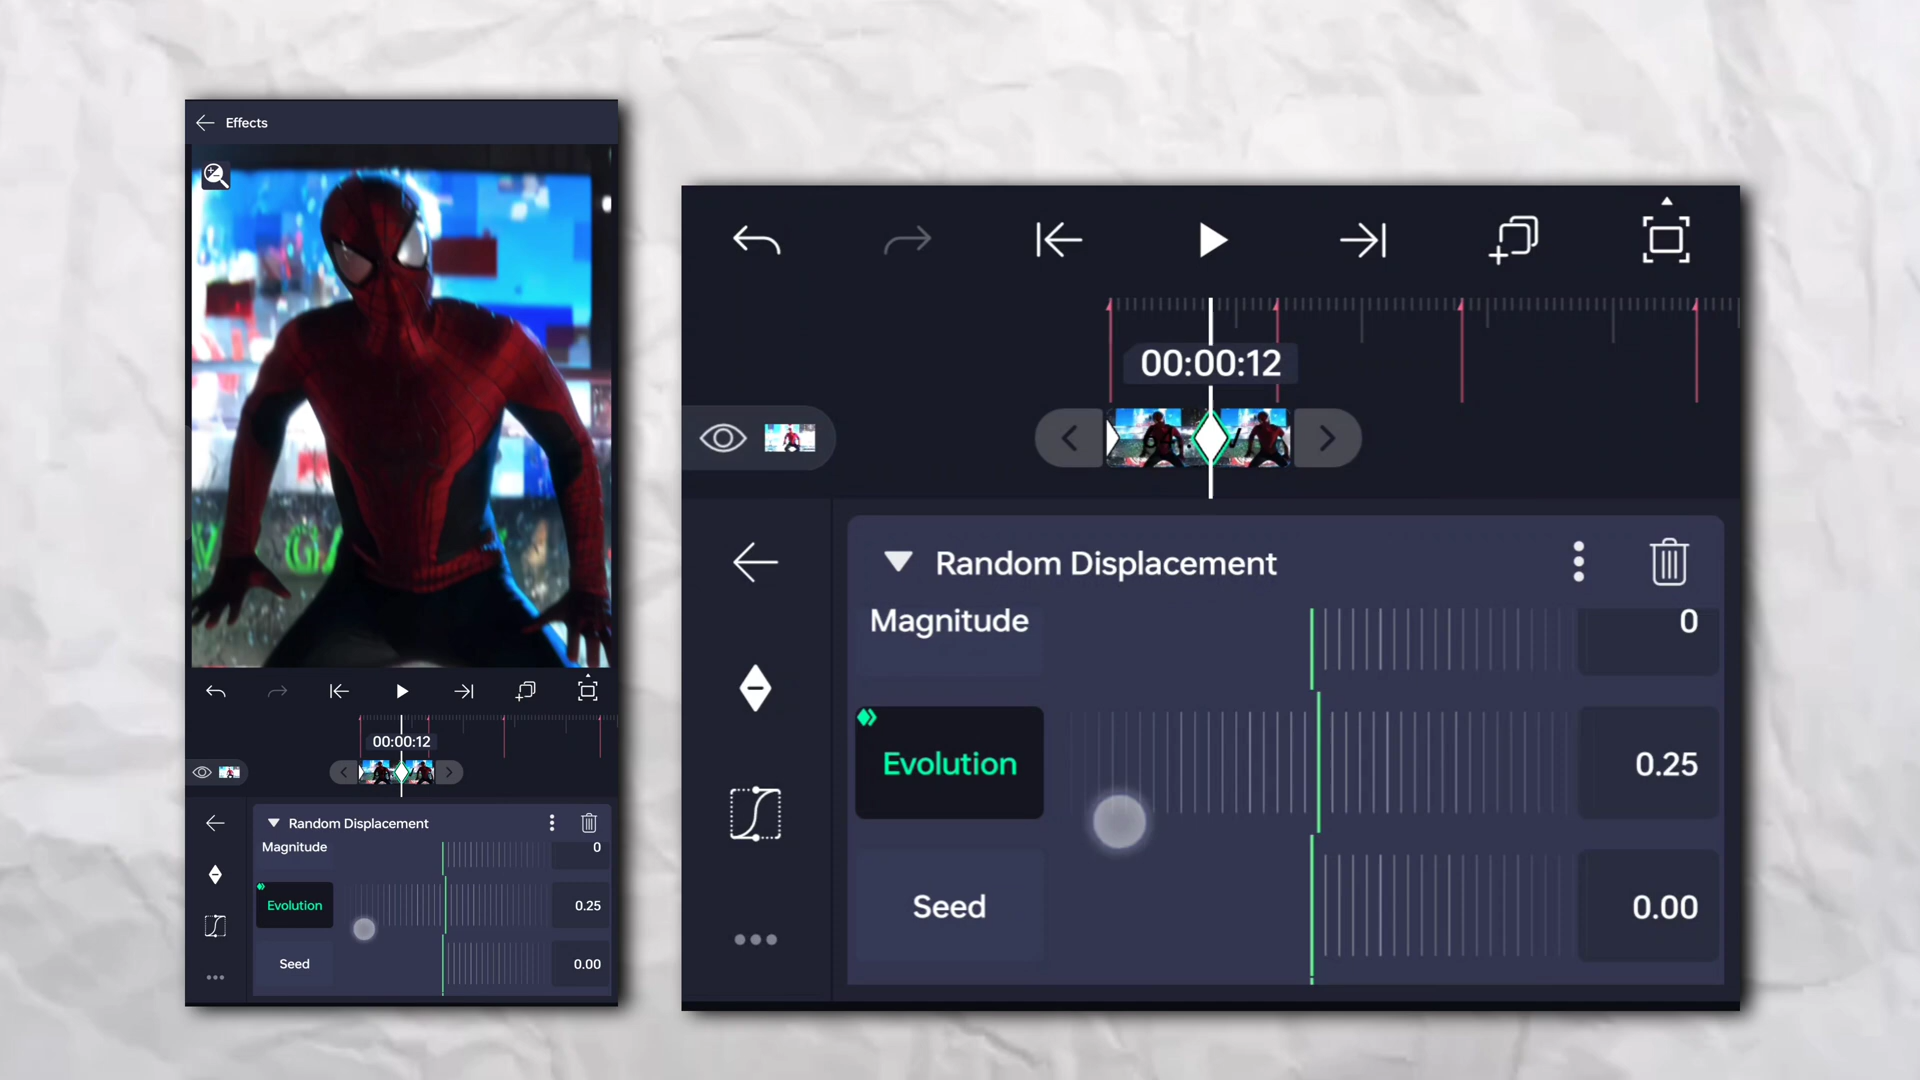 Effects
00:00:12
Random Displacement
Magnitude
0
Evolution
0.25
Seed
0.00
00:00:12
Random Displacement
Magnitude
0
Evolution
0.25
Seed
0.00